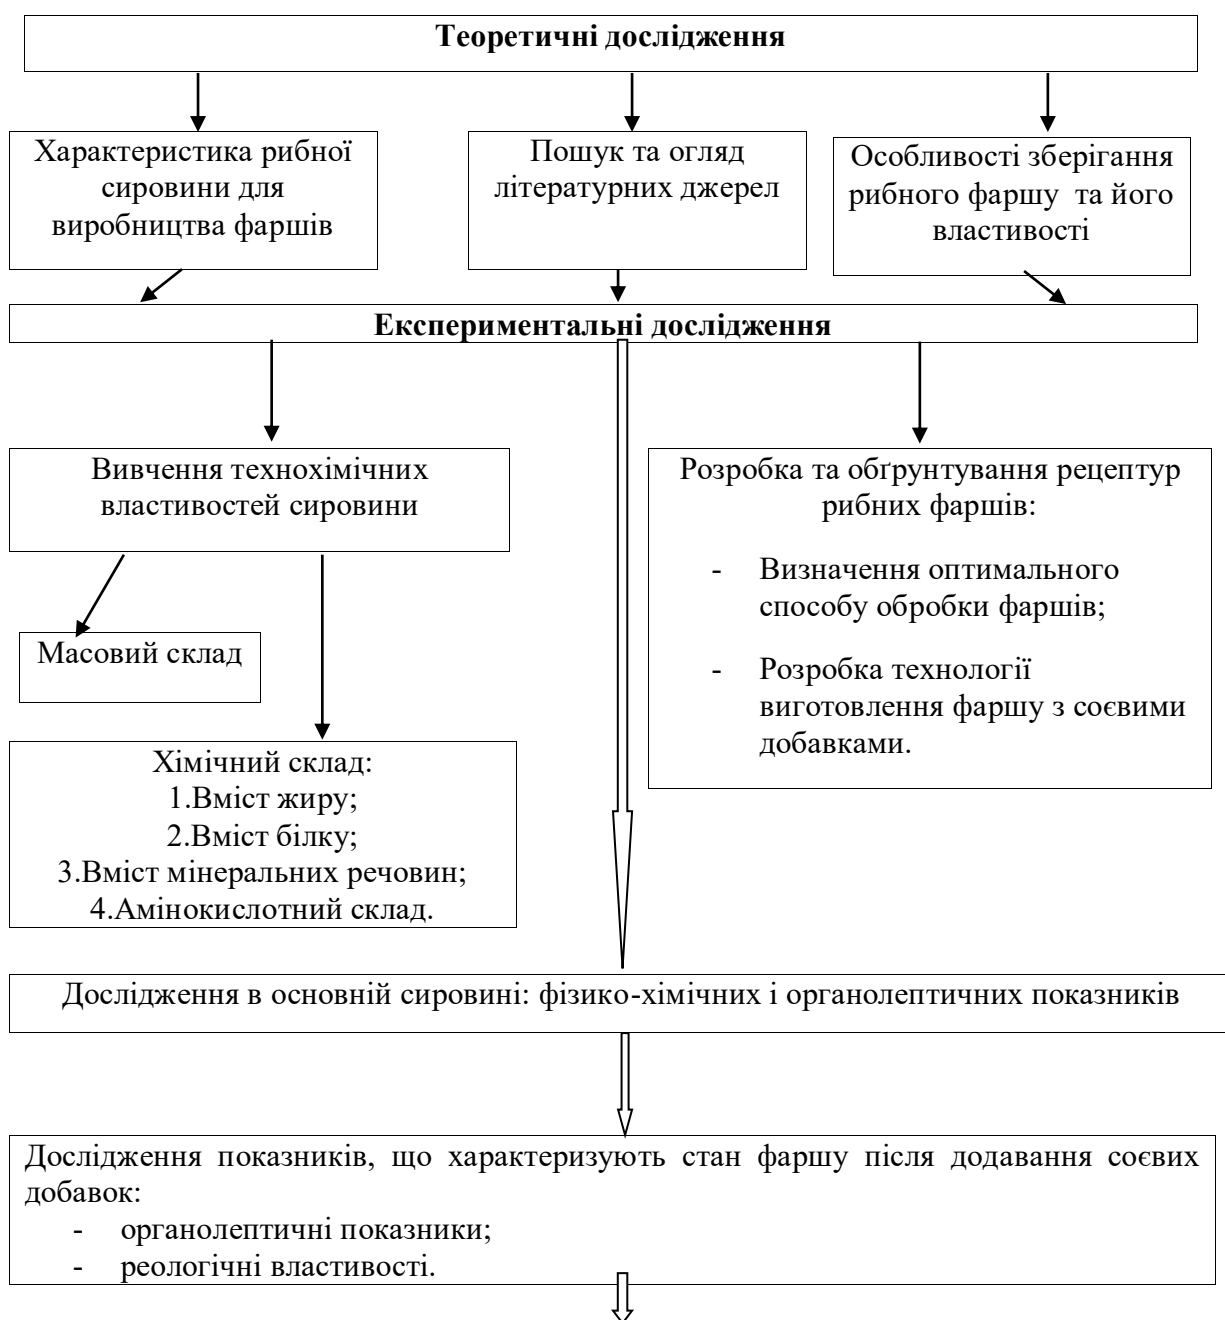 Теоретичні дослідження
Характеристика рибної
сировини для
виробництва фаршів
Пошук та огляд
літературних джерел
Особливості зберігання
рибного фаршу та його
властивості
Експериментальні дослідження
Вивчення технохімічних
властивостей сировини
Розробка та обґрунтування рецептур
рибних фаршів:
- Визначення оптимального
способу обробки фаршів;
- Розробка технології
виготовлення фаршу з соєвими
добавками.
Масовий склад
Хімічний склад:
1.Вміст жиру;
2.Вміст білку;
3.Вміст мінеральних речовин;
4.Амінокислотний склад.
Дослідження в основній сировині: фізико-хімічних і органолептичних показників
Дослідження показників, що характеризують стан фаршу після додавання соєвих
добавок:
- органолептичні показники;
- реологічні властивості.